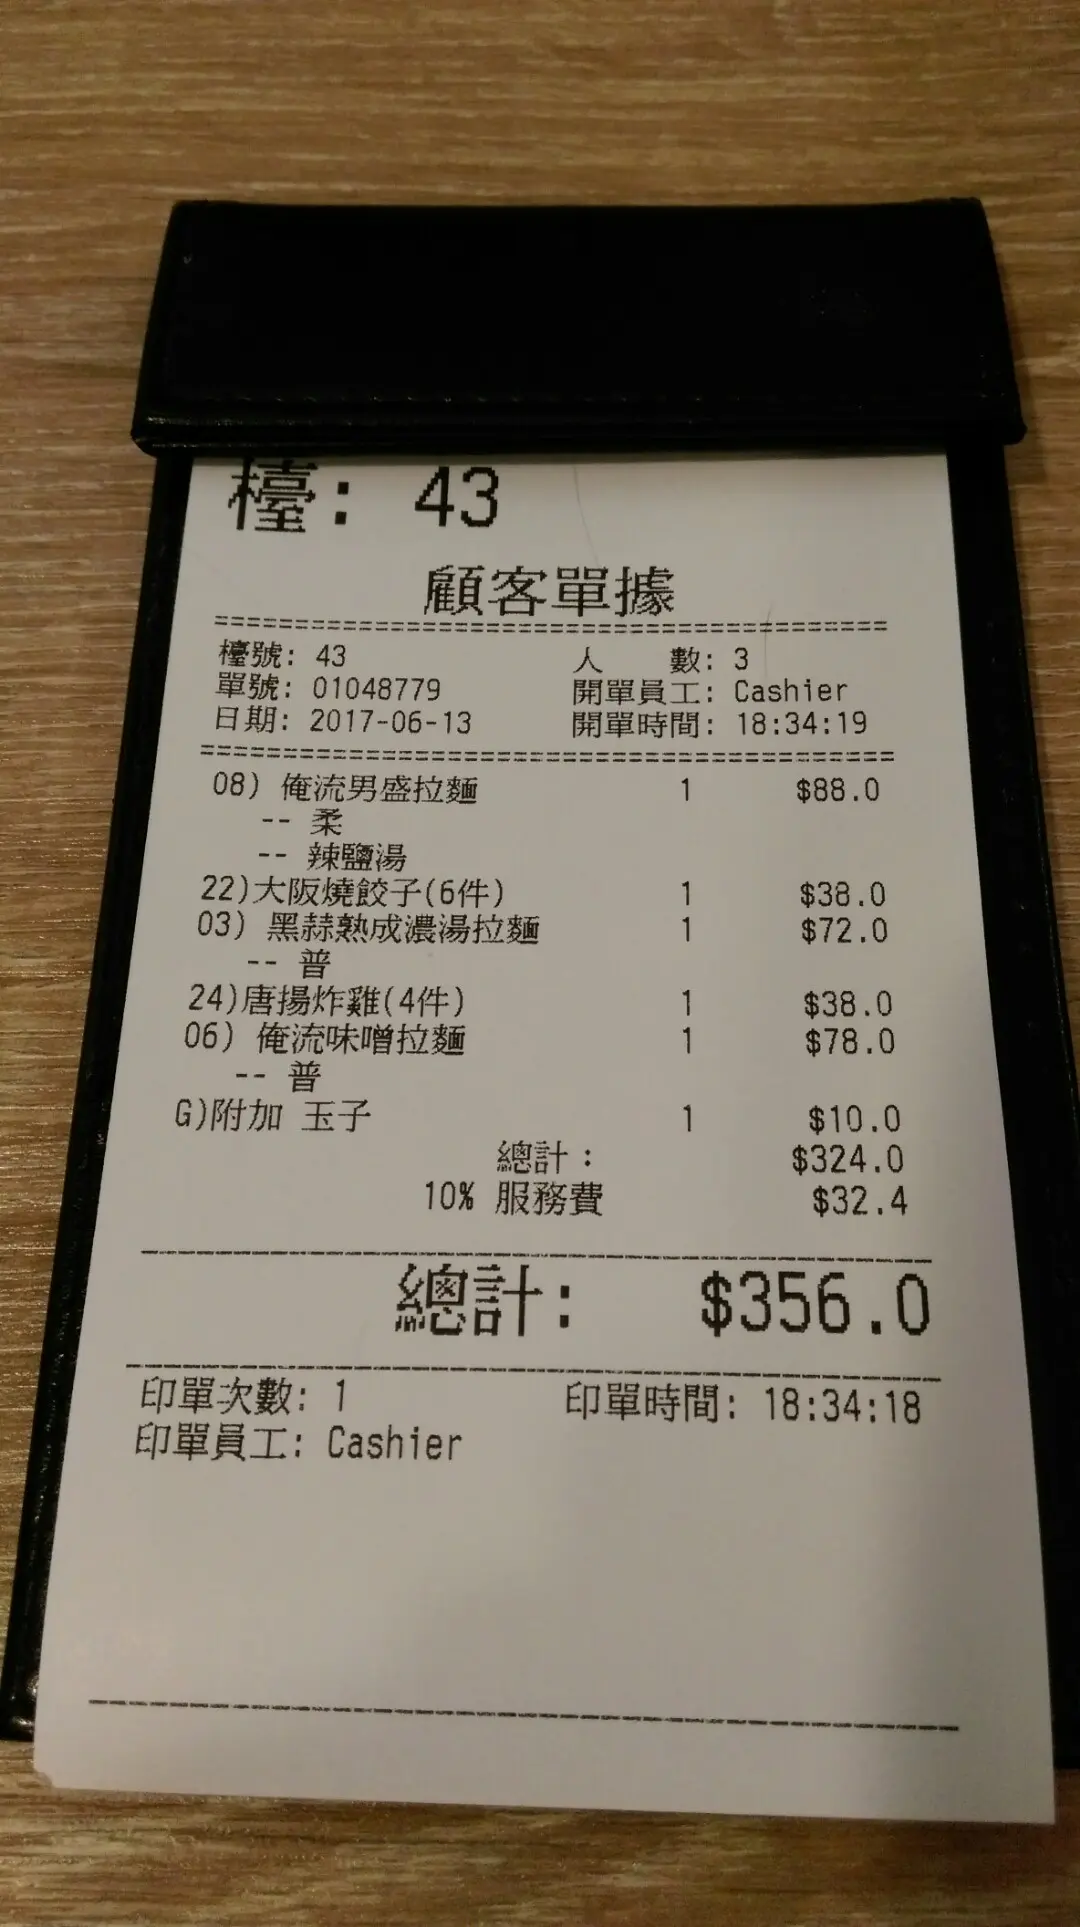 檯: 43
顧客單據
檯號: 43 人 數: 3
單號: 01048779 開單員工: Cashier
日期: 2017-06-13 開單時間: 18:34:19
08) 俺流男盛拉麵 1 $88.0
-- 柔
-- 辣鹽湯
22)大阪燒餃子(6件) 1 $38.0
03) 黑蒜熟成濃湯拉麵 1 $72.0
-- 普
24)唐揚炸雞(4件) 1 $38.0
06) 俺流味噌拉麵 1 $78.0
-- 普
G)附加 玉子 1 $10.0
總計: $324.0
10% 服務費 $32.4
總計: $356.0
印單次數: 1 印單時間: 18:34:18
印單員工: Cashier